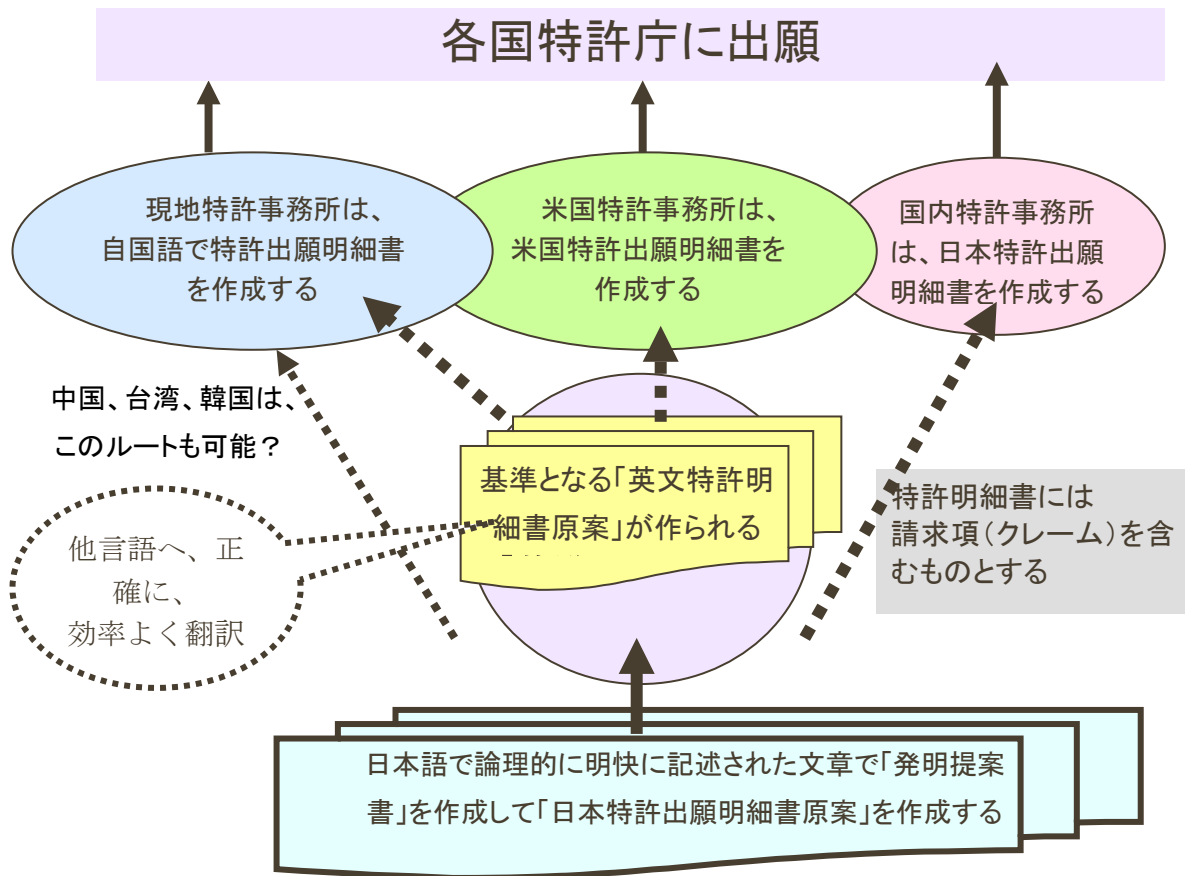 各国特許庁に出願
現地特許事務所は、
自国語で特許出願明細書
を作成する
米国特許事務所は、
米国特許出願明細書を
作成する
国内特許事務所
は、日本特許出願
明細書を作成する
中国、台湾、韓国は、
このルートも可能?
基準となる「英文特許明
細書原案」が作られる
他言語へ、正
確に、
効率よく翻訳
特許明細書には
請求項(クレーム)を含
むものとする
日本語で論理的に明快に記述された文章で「発明提案
書」を作成して「日本特許出願明細書原案」を作成する